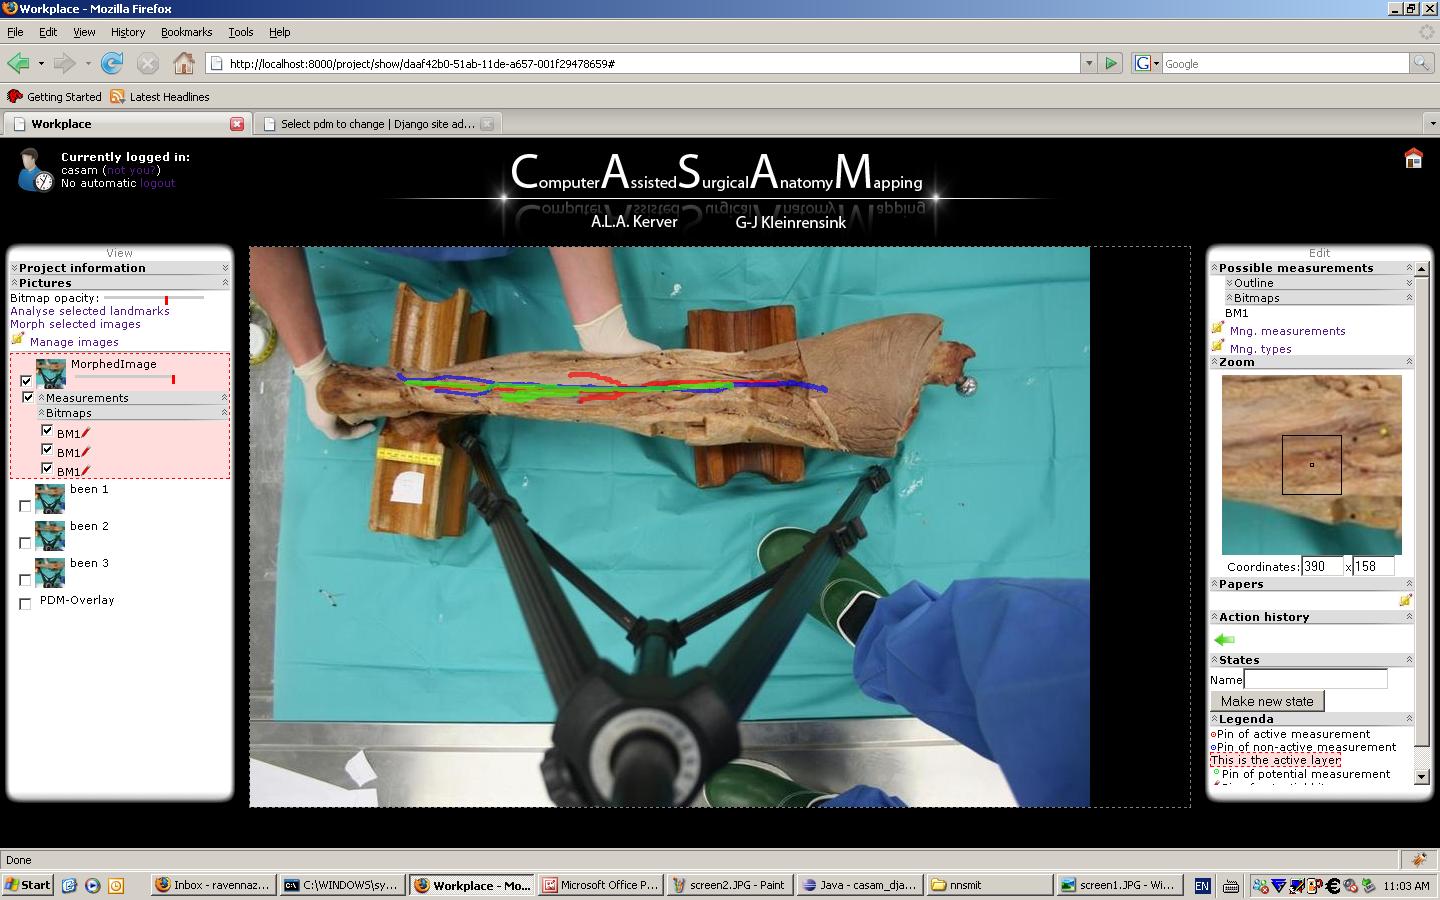 Workplace - Mozilla Firefox
File Edit View History Bookmarks Tools Help
http://localhost:8000/project/show/daaf42b0-51ab-11de-a657-001f29478659#
G Google
Getting Started Latest Headlines
Workplace
Select pdm to change | Django site ad...
Currently logged in:
casam (not you?)
No automatic logout
ComputerAssistedSurgicalAnatomyMapping
A.L.A. Kerver G-J Kleinrensink
View
Project information
Pictures
Bitmap opacity:
Analyse selected landmarks
Morph selected images
Manage images
MorphedImage
Measurements
Bitmaps
BM1
BM1
BM1
been 1
been 2
been 3
PDM-Overlay
Edit
Possible measurements
Outline
Bitmaps
BM1
Mng. measurements
Mng. types
Zoom
Coordinates: 390 x 158
Papers
Action history
States
Name
Make new state
Legenda
Pin of active measurement
Pin of non-active measurement
This is the active layer
Pin of potential measurement
Done
Start
Inbox - ravennaz...
C:\WINDOWS\sy...
Workplace - Mo...
Microsoft Office P...
screen2.JPG - Paint
Java - casam_dja...
nnsmit
screen1.JPG - Wi...
EN
11:03 AM